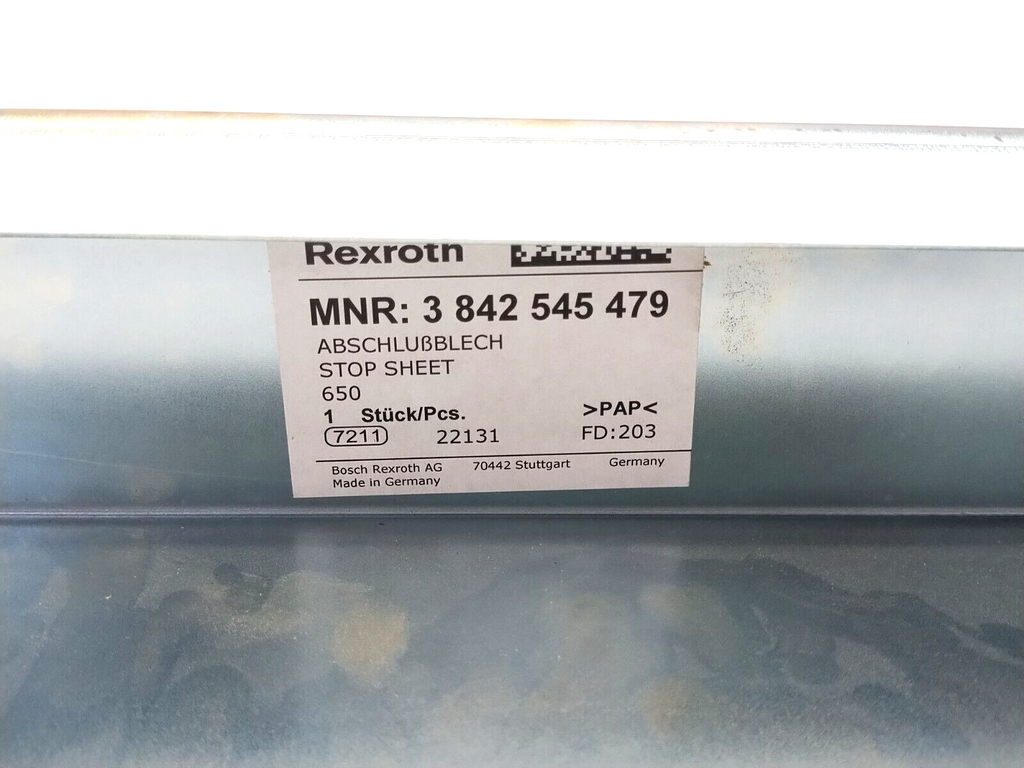 Rexroth
MNR: 3 842 545 479
ABSCHLUßBLECH
STOP SHEET
650
1 Stück/Pcs. >PAP<
7211 22131 FD:203
Bosch Rexroth AG 70442 Stuttgart Germany
Made in Germany